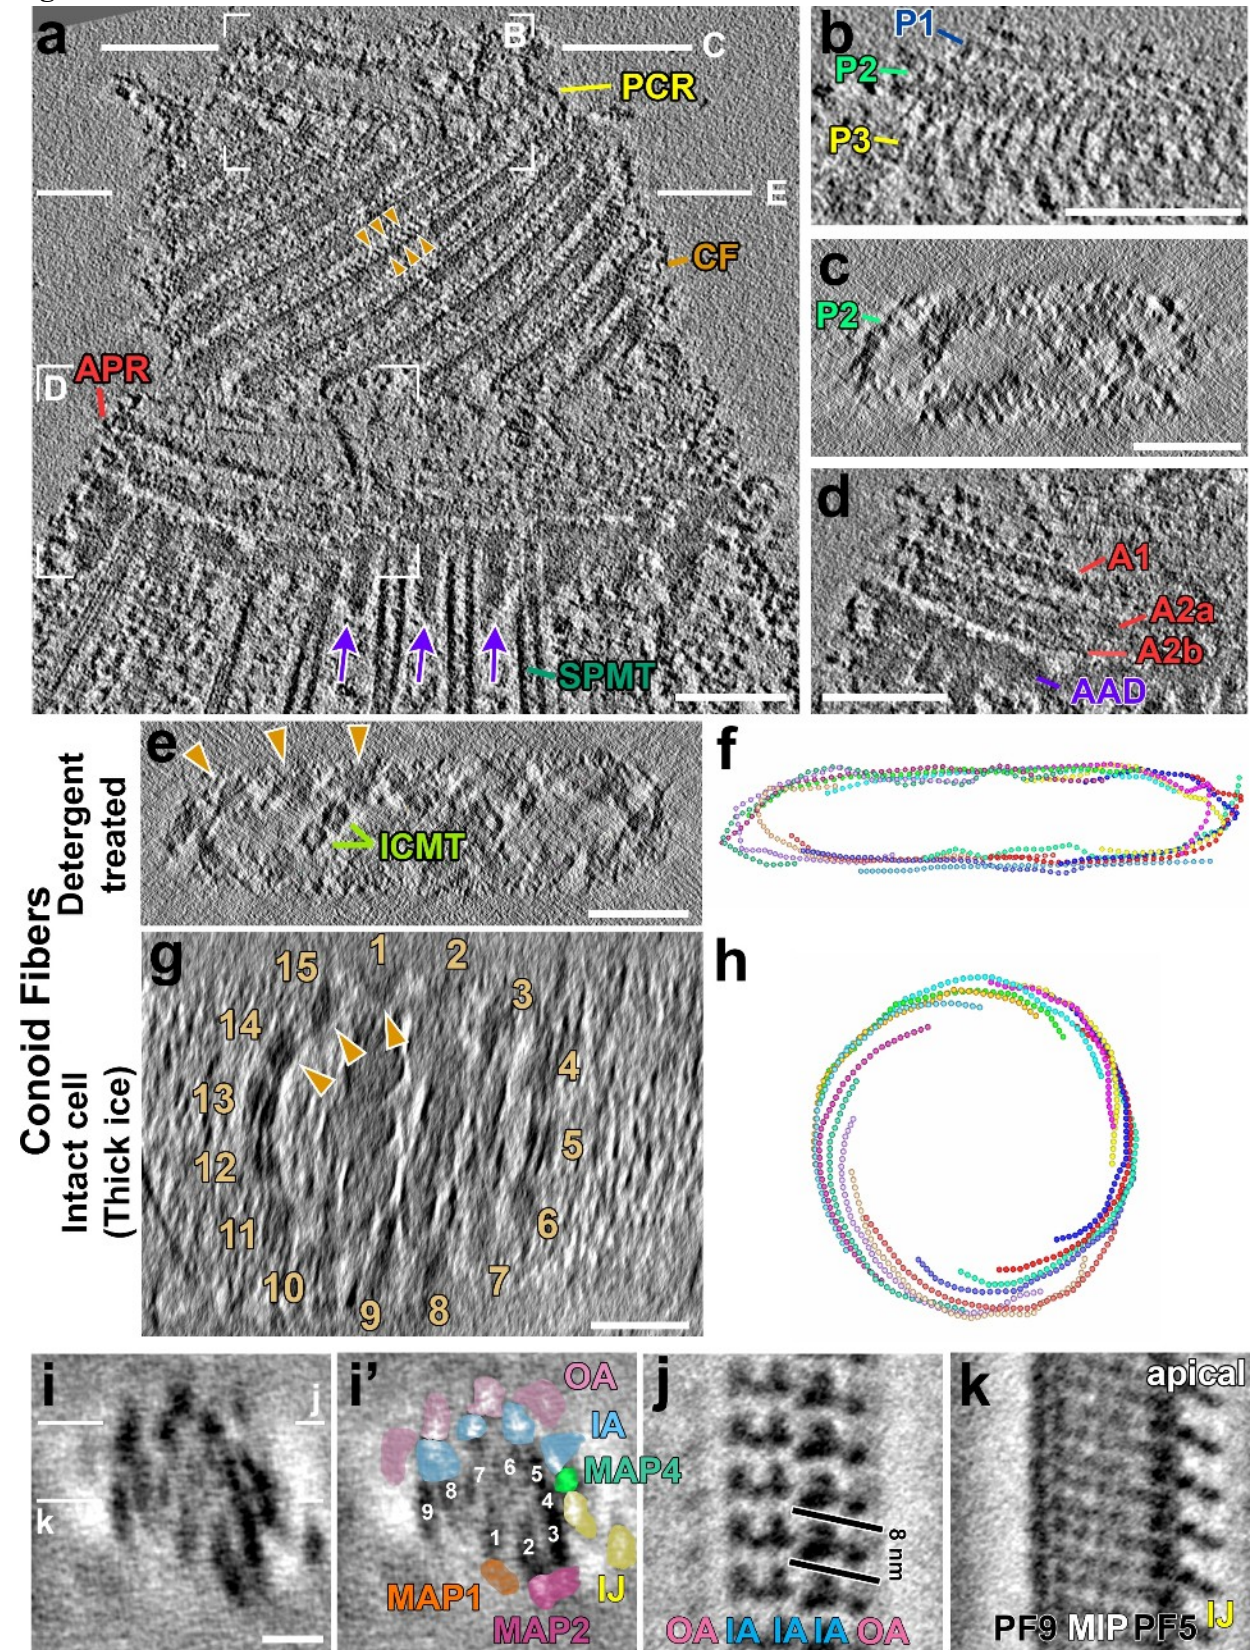 a
B
C
PCR
E
CF
APR
D
SPMT
b
P1
P2
P3
c
P2
d
A1
A2a
A2b
AAD
Conoid Fibers
Detergent
treated
e
ICMT
f
Intact cell
(Thick ice)
g
15
1
2
3
14
4
13
5
12
11
6
10
7
9
8
h
i
j
k
i’
OA
IA
MAP4
7
6
5
8
4
9
1
2
3
MAP1
MAP2
IJ
j
8 nm
OA IA IA IA OA
k
apical
PF9 MIP PF5 IJ